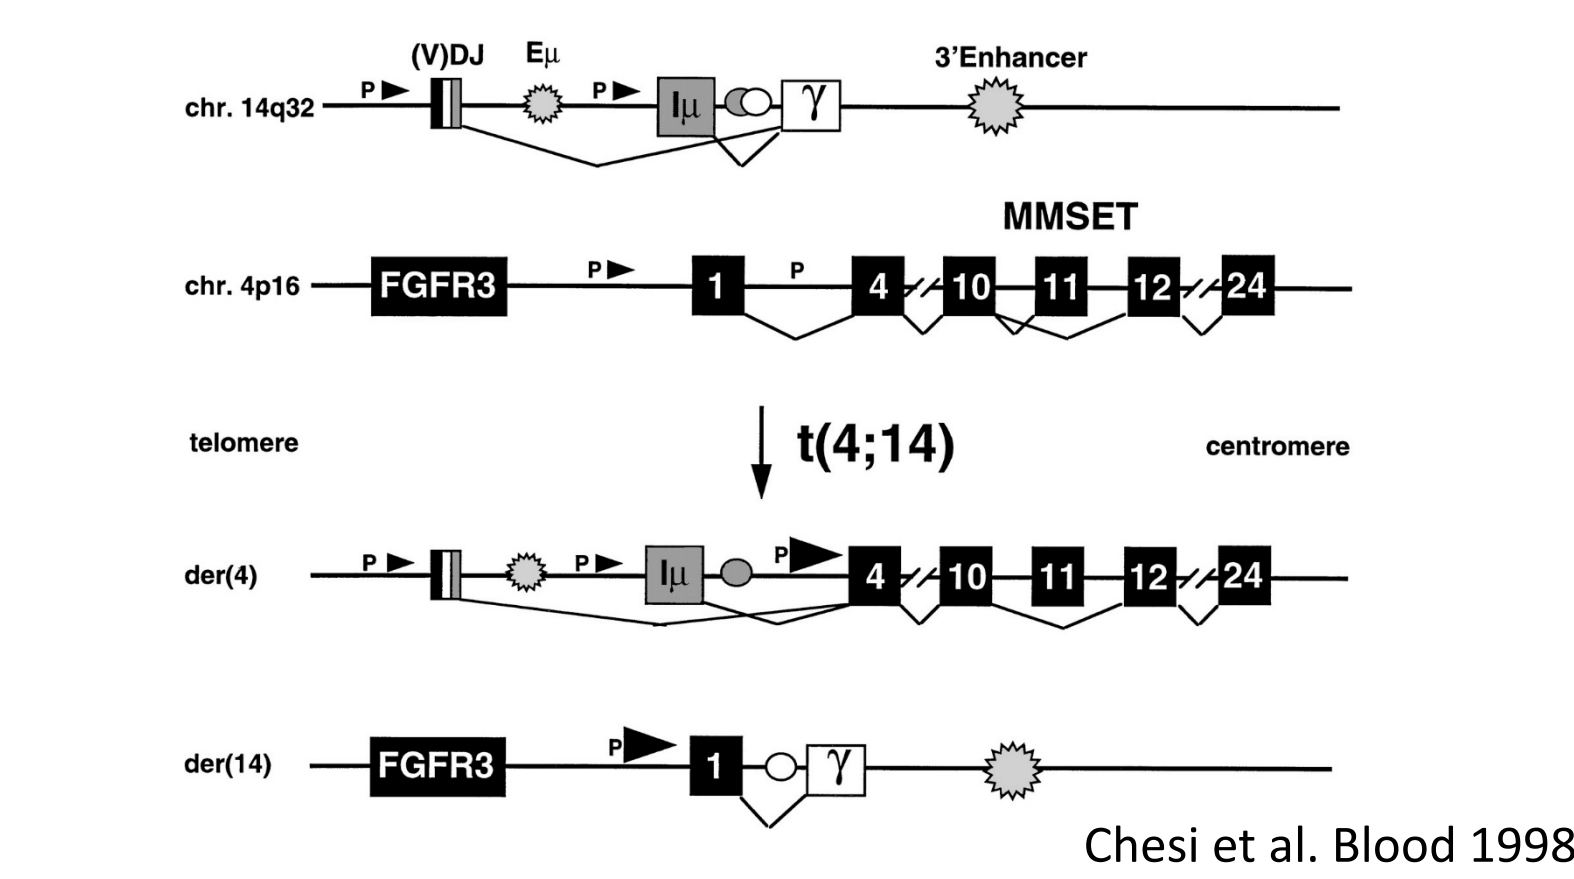 (V)DJ Eμ 3'Enhancer
chr. 14q32 P P Iμ γ
MMSET
chr. 4p16 FGFR3 P 1 P 4 10 11 12 24
telomere t(4;14) centromere
der(4) P P Iμ P 4 10 11 12 24
der(14) FGFR3 P 1 γ
Chesi et al. Blood 1998